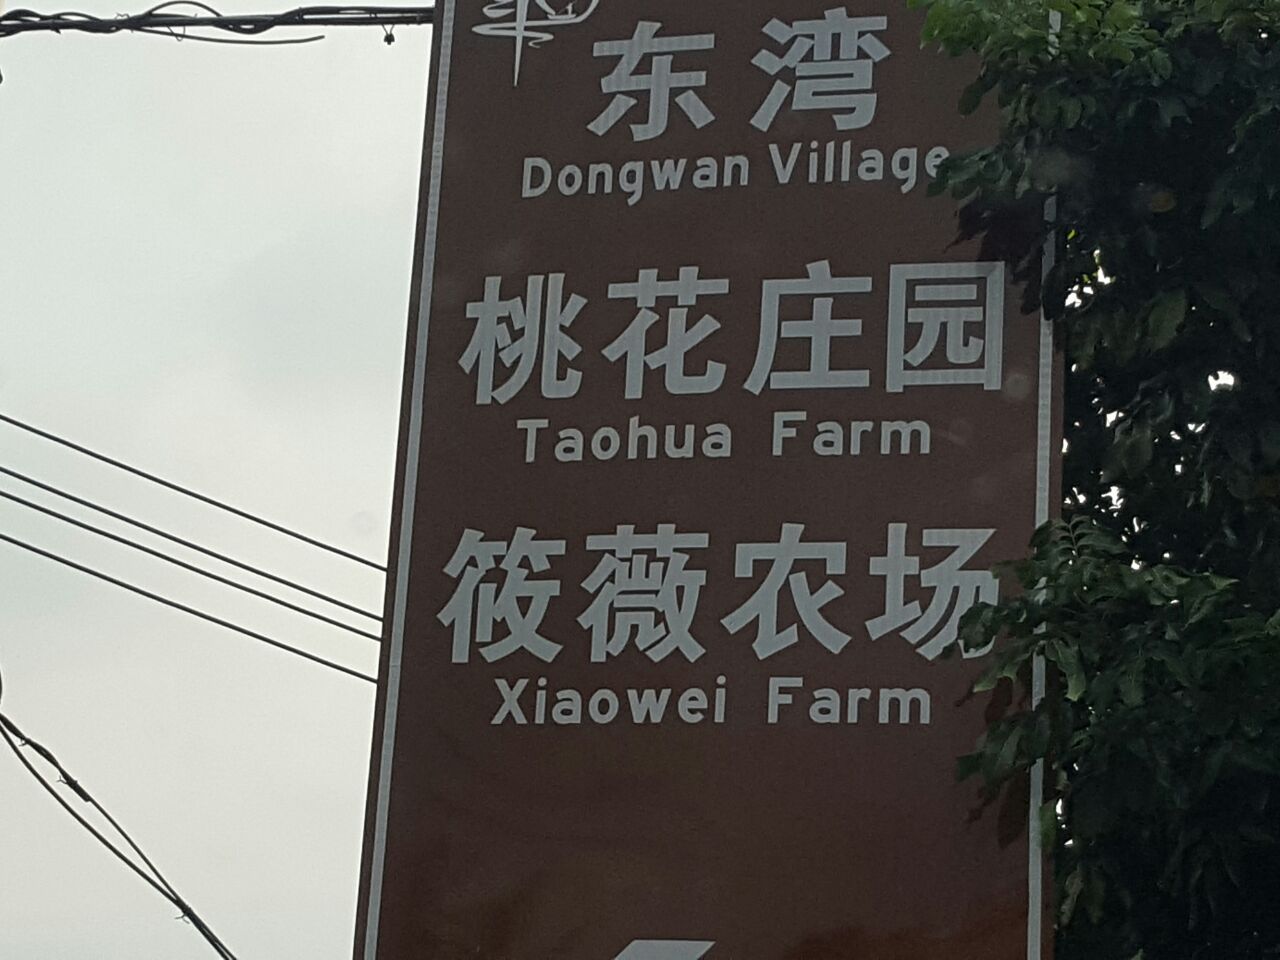 东湾
Dongwan Village
桃花庄园
Taohua Farm
筱薇农场
Xiaowei Farm